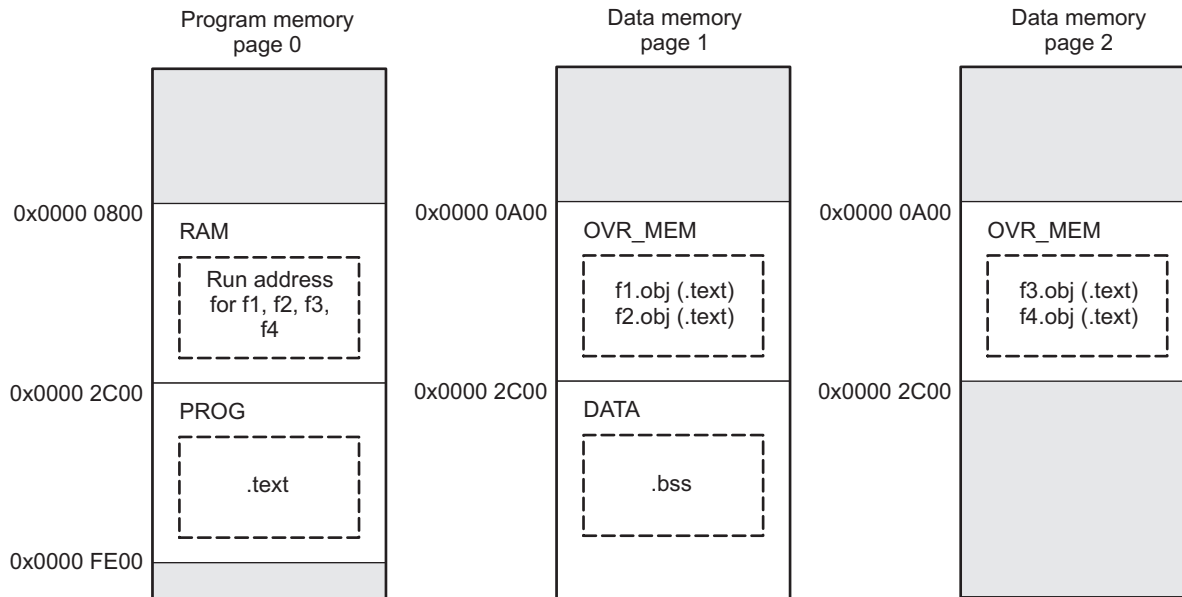 Program memory
page 0
0x0000 0800
RAM
Run address
for f1, f2, f3,
f4
0x0000 2C00
PROG
.text
0x0000 FE00
Data memory
page 1
0x0000 0A00
OVR_MEM
f1.obj (.text)
f2.obj (.text)
0x0000 2C00
DATA
.bss
Data memory
page 2
0x0000 0A00
OVR_MEM
f3.obj (.text)
f4.obj (.text)
0x0000 2C00